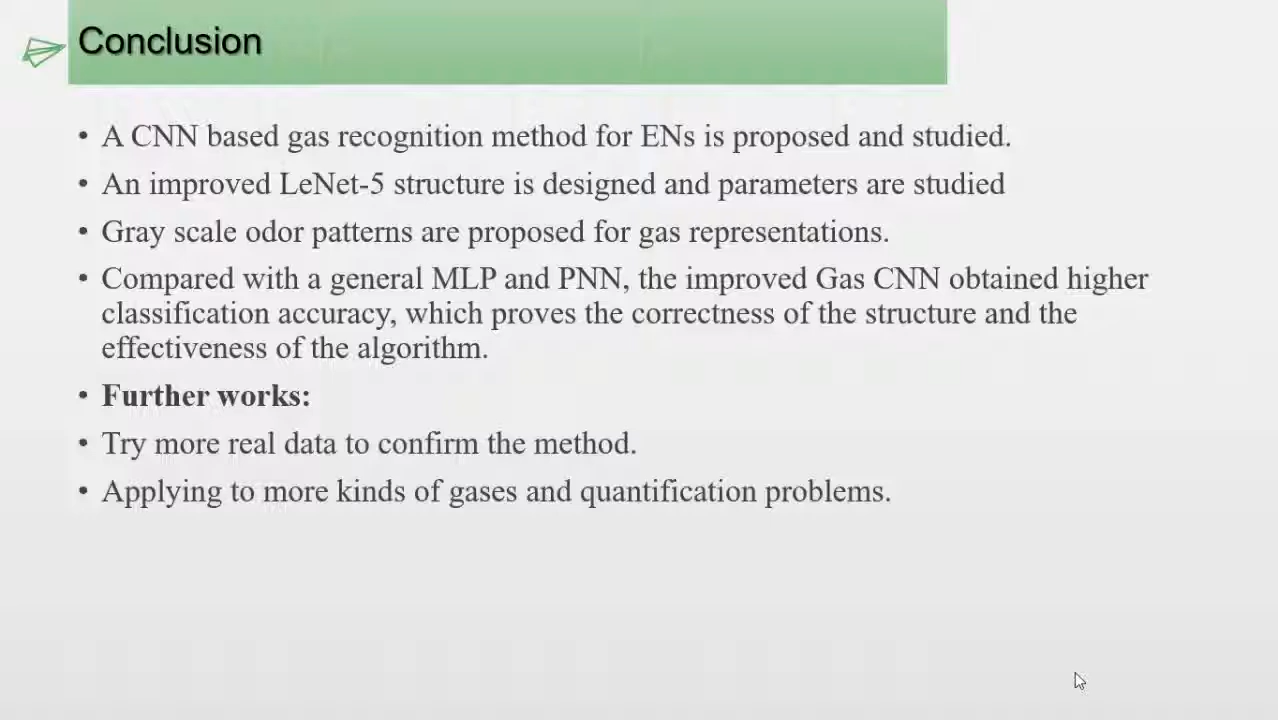 Conclusion
• A CNN based gas recognition method for ENs is proposed and studied.
• An improved LeNet-5 structure is designed and parameters are studied
• Gray scale odor patterns are proposed for gas representations.
• Compared with a general MLP and PNN, the improved Gas CNN obtained higher
classification accuracy, which proves the correctness of the structure and the
effectiveness of the algorithm.
• Further works:
• Try more real data to confirm the method.
• Applying to more kinds of gases and quantification problems.